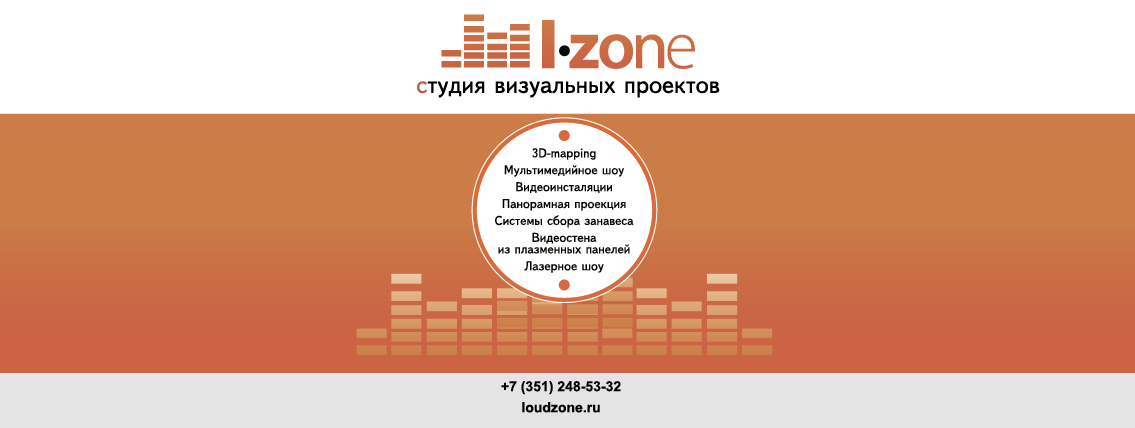 l·zone
студия визуальных проектов
3D-mapping
Мультимедийное шоу
Видеоинсталяции
Панорамная проекция
Системы сбора занавеса
Видеостена
из плазменных панелей
Лазерное шоу
+7 (351) 248-53-32
loudzone.ru